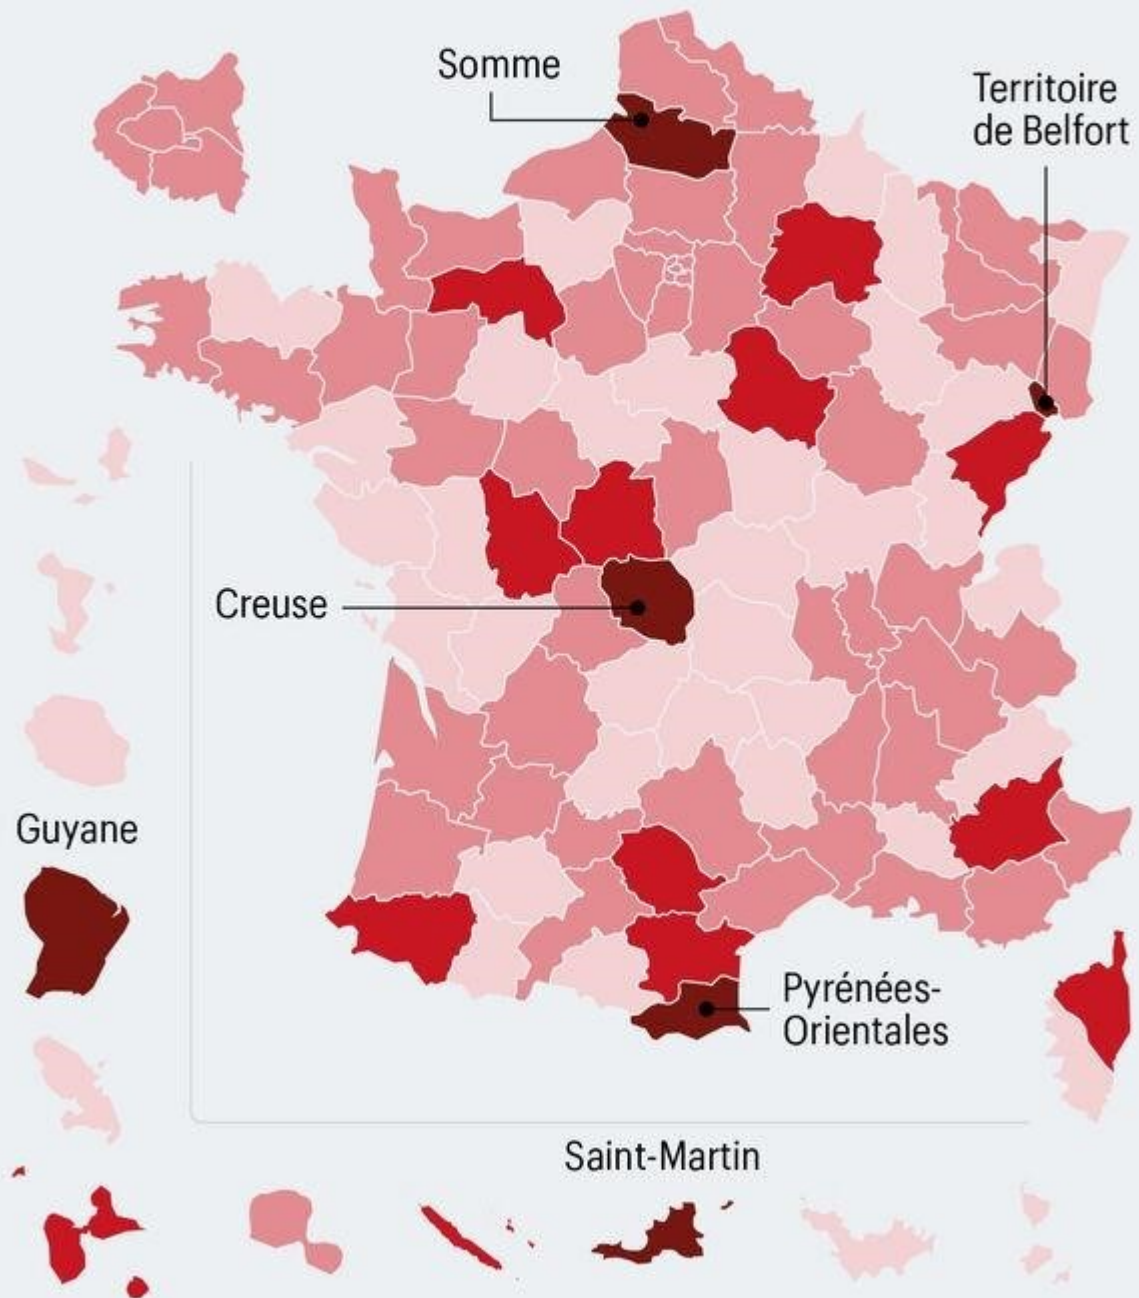 Somme
Territoire
de Belfort
Creuse
Guyane
Pyrénées-
Orientales
Saint-Martin